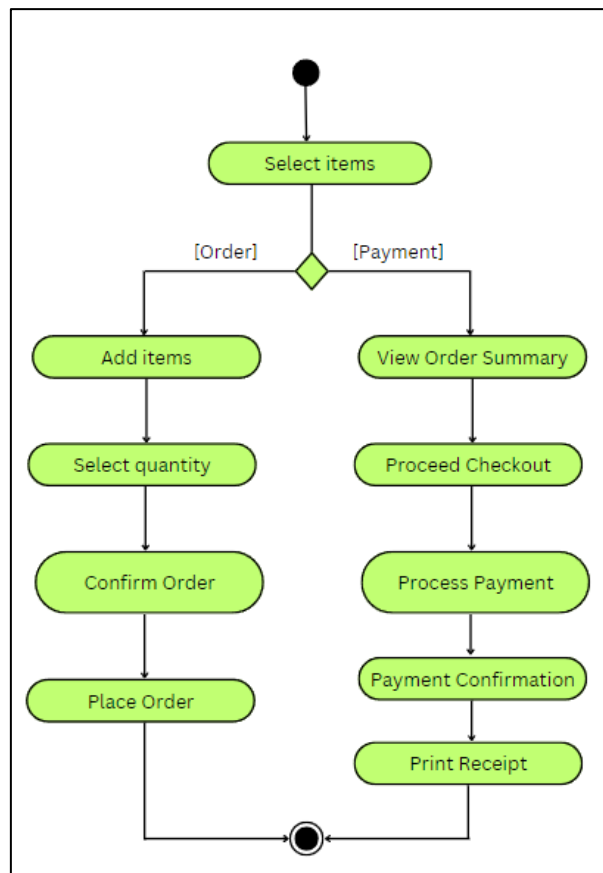 Select items
[Order]
[Payment]
Add items
View Order Summary
Select quantity
Proceed Checkout
Confirm Order
Process Payment
Place Order
Payment Confirmation
Print Receipt